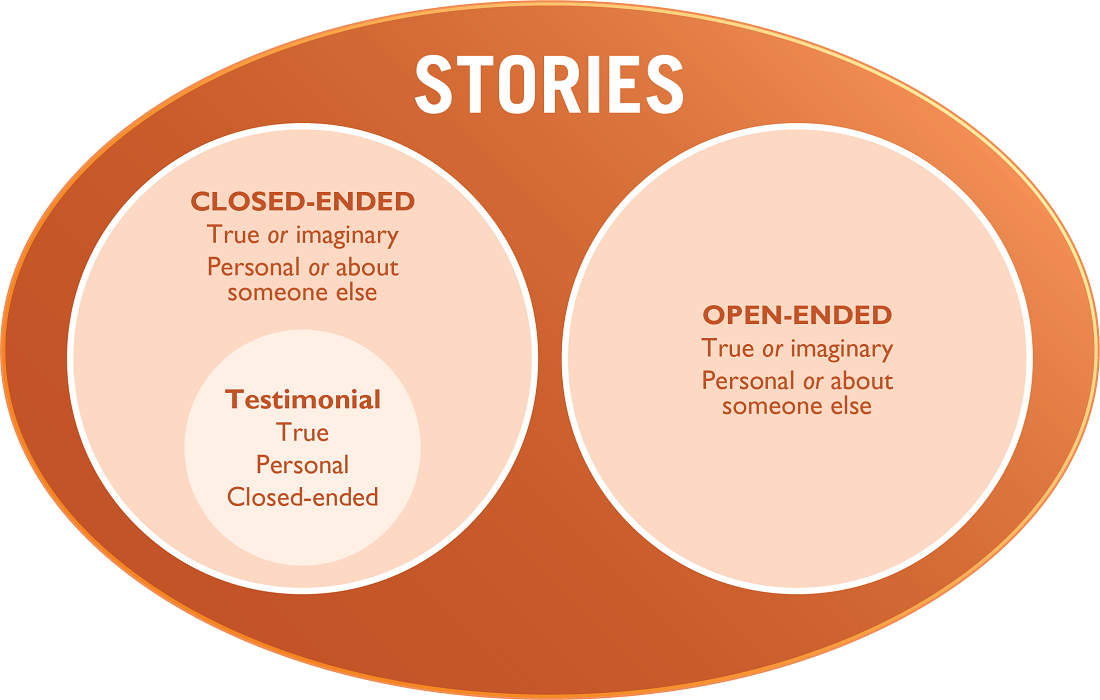 STORIES
CLOSED-ENDED
True or imaginary
Personal or about
someone else
Testimonial
True
Personal
Closed-ended
OPEN-ENDED
True or imaginary
Personal or about
someone else